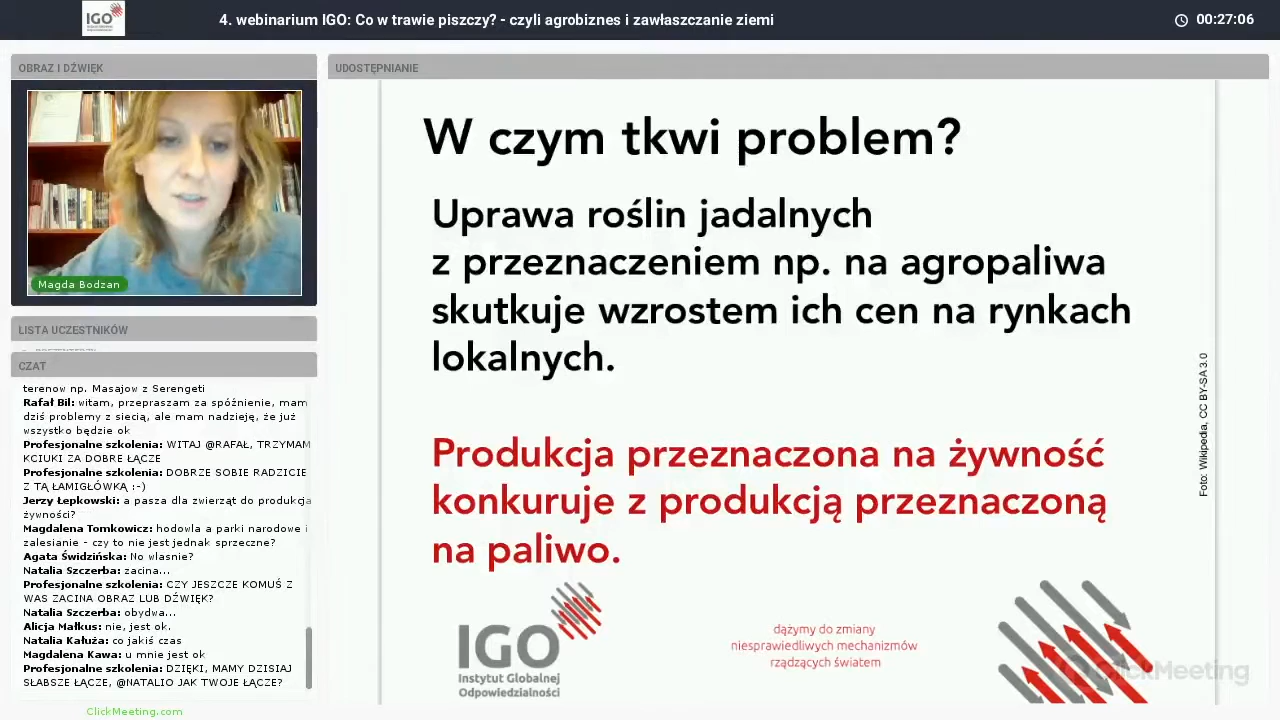 IGO
4. webinarium IGO: Co w trawie piszczy? - czyli agrobiznes i zawłaszczanie ziemi
00:27:06
OBRAZ I DŹWIĘK
Magda Bodzan
LISTA UCZESTNIKÓW
CZAT
terenow np. Masajow z Serengeti
Rafał Bil: witam, przepraszam za spóźnienie, mam
dziś problemy z siecią, ale mam nadzieję, że już
wszystko będzie ok
Profesjonalne szkolenia: WITAJ @RAFAŁ, TRZYMAM
KCIUKI ZA DOBRE ŁĄCZE
Profesjonalne szkolenia: DOBRZE SOBIE RADZICIE
Z TĄ ŁAMIGŁÓWKĄ :-)
Jerzy Łepkowski: a pasza dla zwierząt do produkcja
żywności?
Magdalena Tomkowicz: hodowla a parki narodowe i
zalesianie - czy to nie jest jednak sprzeczne?
Agata Świdzińska: No wlasnie?
Natalia Szczerba: zacina...
Profesjonalne szkolenia: CZY JESZCZE KOMUŚ Z
WAS ZACINA OBRAZ LUB DŹWIĘK?
Natalia Szczerba: obydwa...
Alicja Małkus: nie, jest ok.
Natalia Kałuża: co jakiś czas
Magdalena Kawa: u mnie jest ok
Profesjonalne szkolenia: DZIĘKI, MAMY DZISIAJ
SŁABSZE ŁĄCZE, @NATALIO JAK TWOJE ŁĄCZE?
ClickMeeting.com
UDOSTĘPNIANIE
W czym tkwi problem?
Uprawa roślin jadalnych
z przeznaczeniem np. na agropaliwa
skutkuje wzrostem ich cen na rynkach
lokalnych.
Produkcja przeznaczona na żywność
konkuruje z produkcją przeznaczoną
na paliwo.
Foto: Wikipedia, CC BY-SA 3.0
IGO
Instytut Globalnej
Odpowiedzialności
dążymy do zmiany
niesprawiedliwych mechanizmów
rządzących światem
ClickMeeting